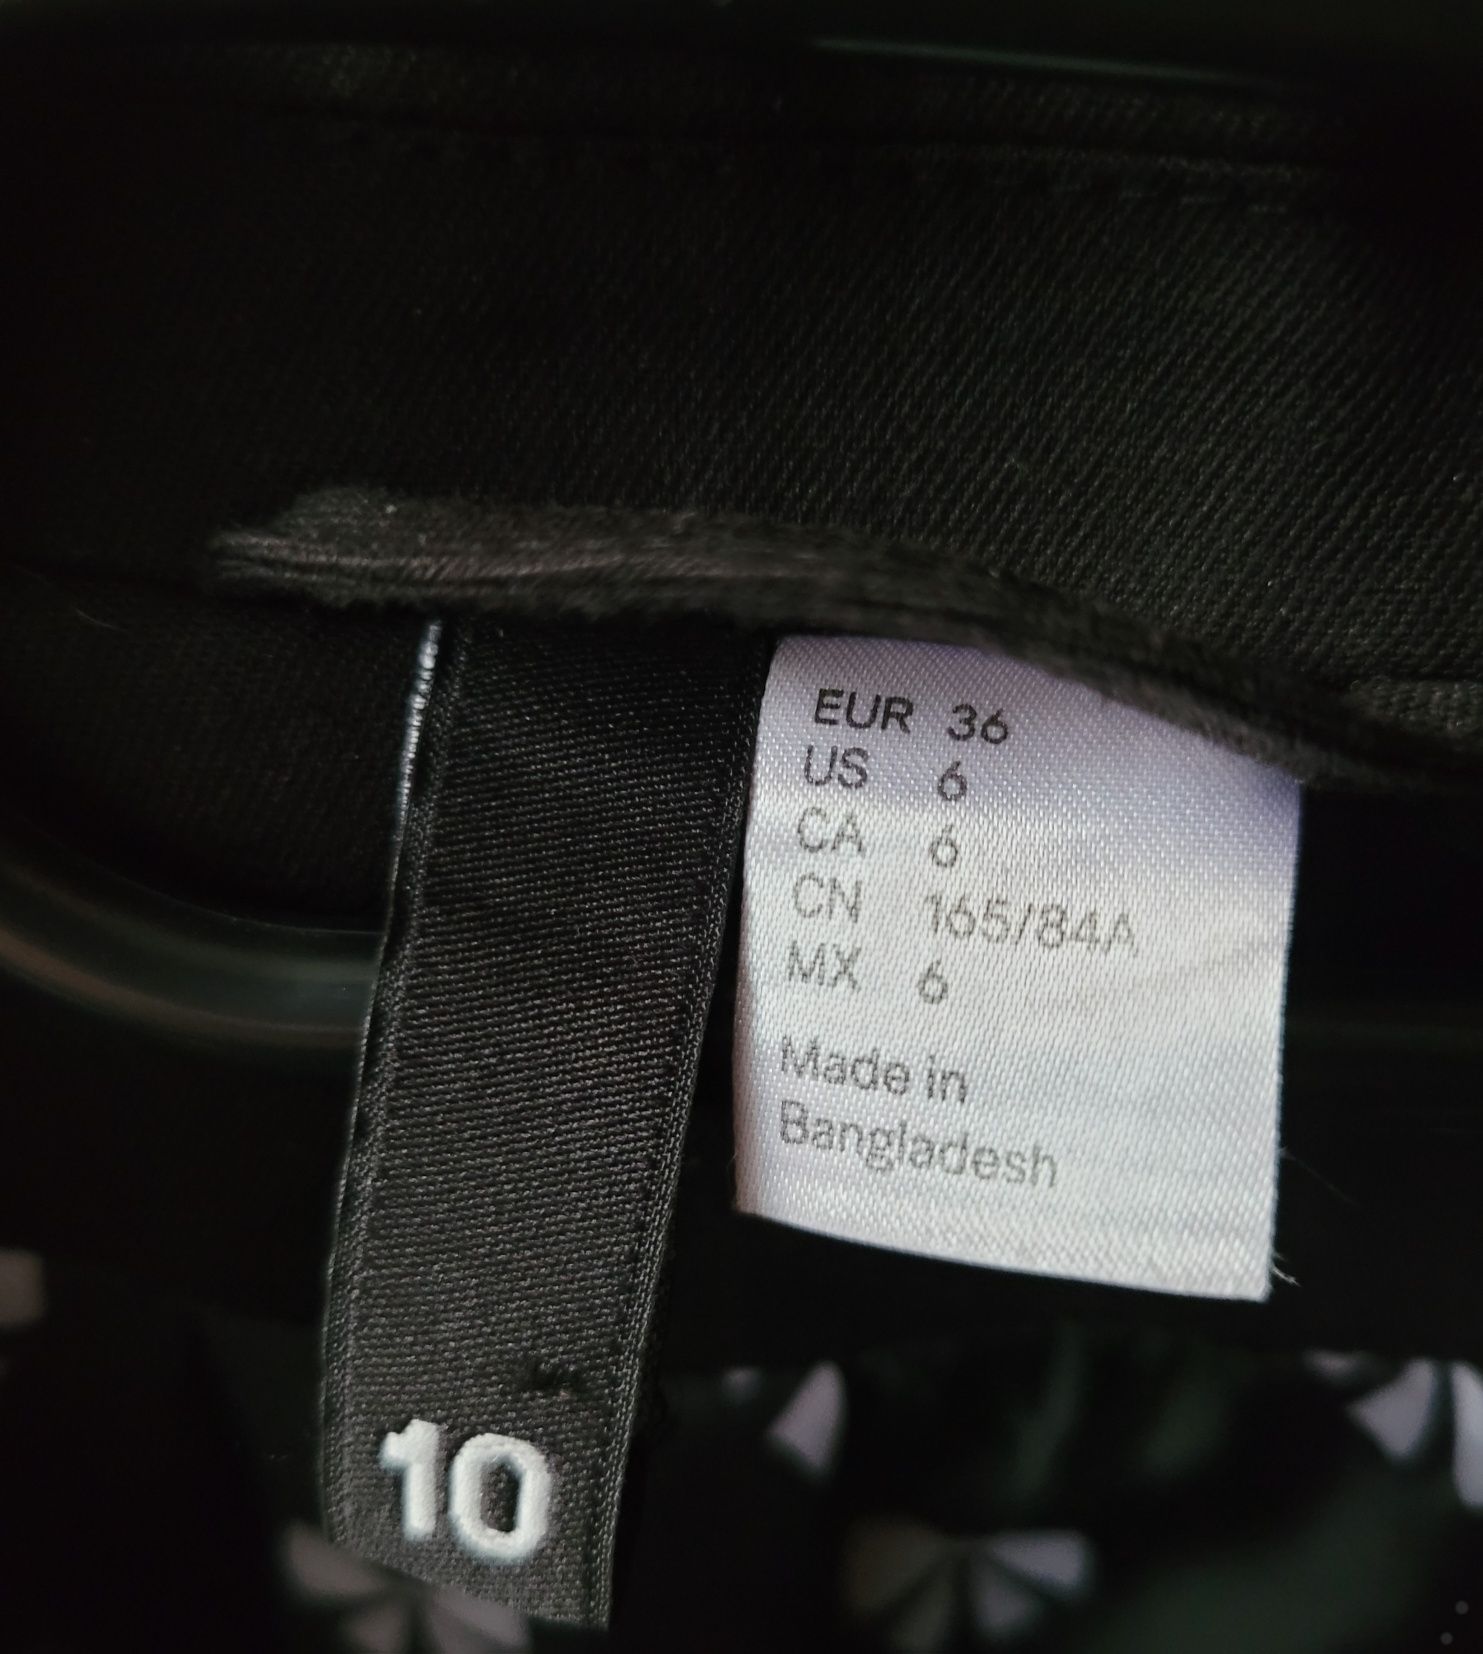 EUR 36
US 6
CA 6
CN 165/84A
MX 6
Made in
Bangladesh
10